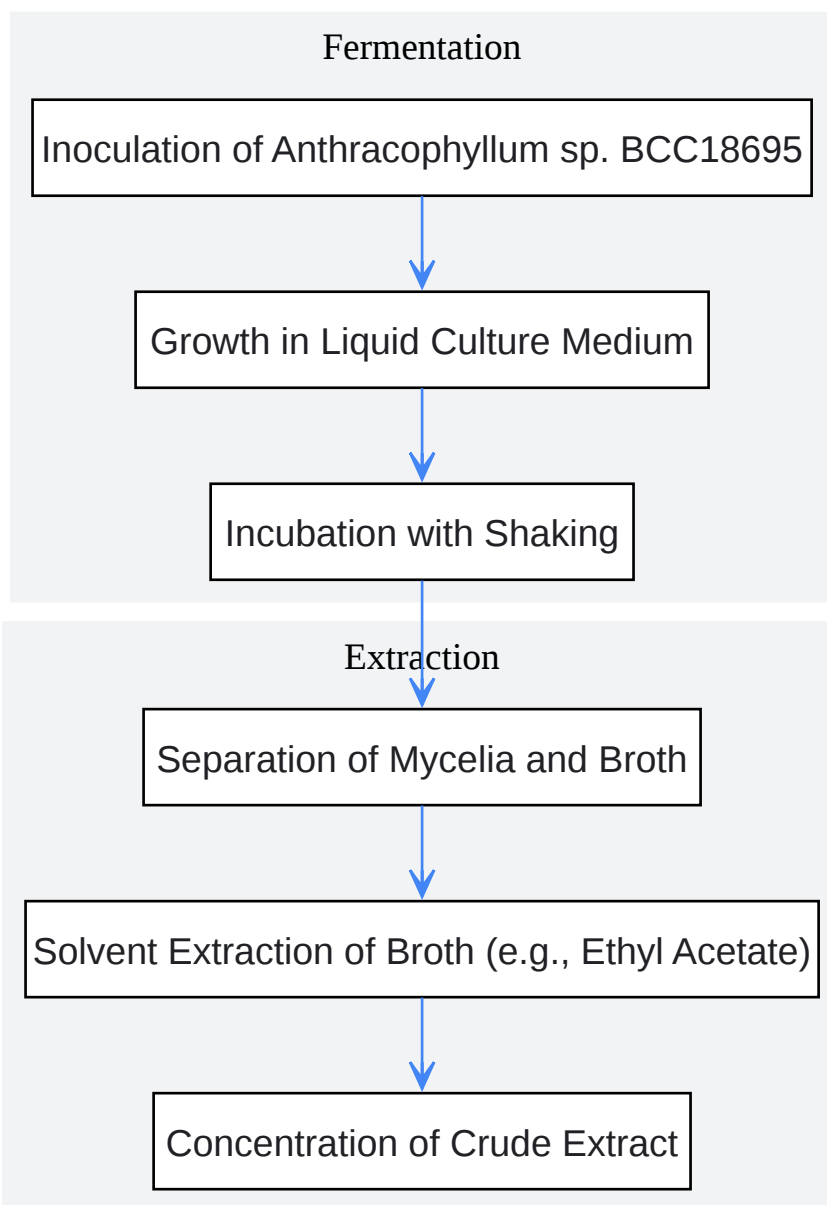 Fermentation
Inoculation of Anthracophyllum sp. BCC18695
Growth in Liquid Culture Medium
Incubation with Shaking
Extraction
Separation of Mycelia and Broth
Solvent Extraction of Broth (e.g., Ethyl Acetate)
Concentration of Crude Extract